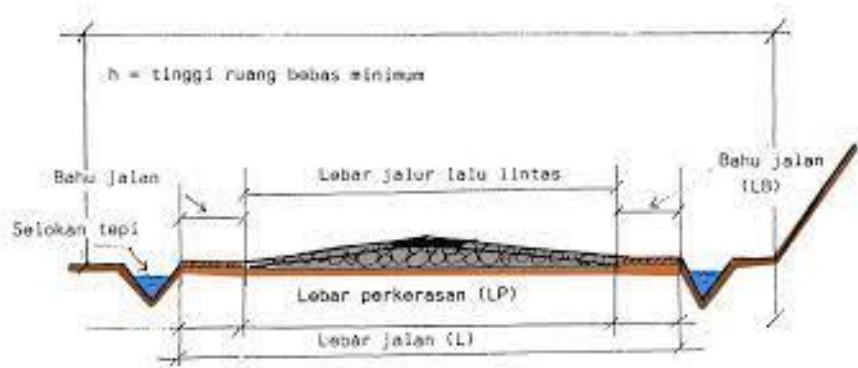 h = tinggi ruang bebas minimum
Bahu jalan
Lebar jalur lalu lintas
Bahu jalan
(LB)
Selokan tepi
Lebar perkerasan (LP)
Lebar jalan (L)